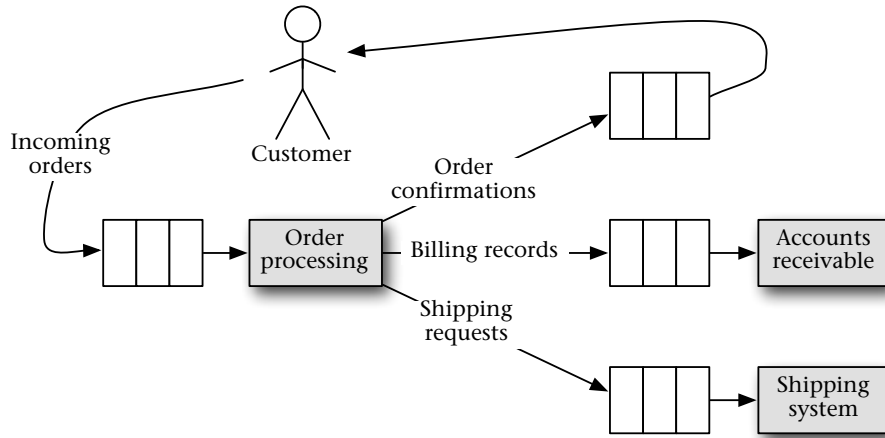 Incoming
orders
Customer
Order
confirmations
Order
processing
Billing records
Accounts
receivable
Shipping
requests
Shipping
system